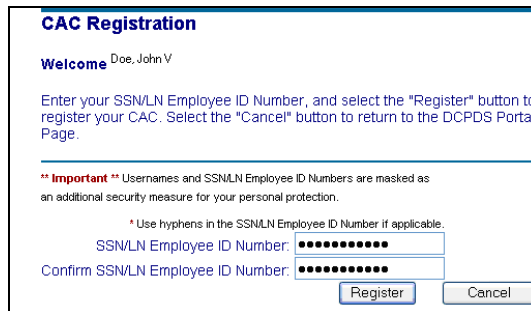 CAC Registration
Welcome Doe, John V
Enter your SSN/LN Employee ID Number, and select the "Register" button to
register your CAC. Select the "Cancel" button to return to the DCPDS Porta
Page.
** Important ** Usernames and SSN/LN Employee ID Numbers are masked as
an additional security measure for your personal protection.
* Use hyphens in the SSN/LN Employee ID Number if applicable.
SSN/LN Employee ID Number: ●●●●●●●●●●●
Confirm SSN/LN Employee ID Number: ●●●●●●●●●●●
Register Cancel